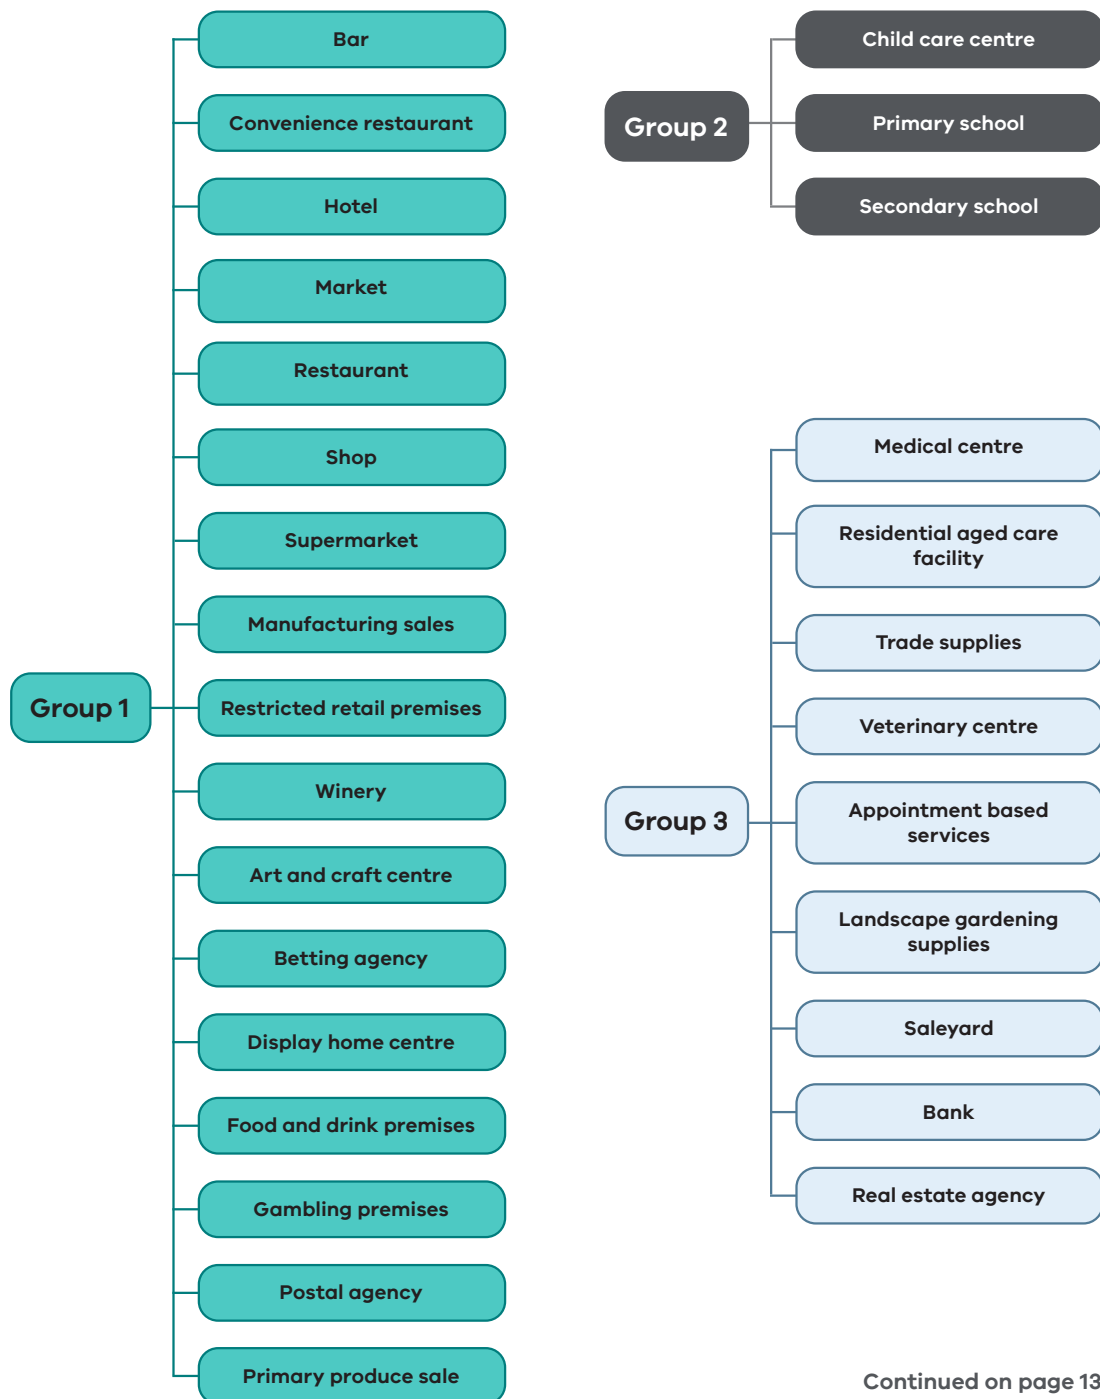 Group 1
Bar
Convenience restaurant
Hotel
Market
Restaurant
Shop
Supermarket
Manufacturing sales
Restricted retail premises
Winery
Art and craft centre
Betting agency
Display home centre
Food and drink premises
Gambling premises
Postal agency
Primary produce sale
Group 2
Child care centre
Primary school
Secondary school
Group 3
Medical centre
Residential aged care
facility
Trade supplies
Veterinary centre
Appointment based
services
Landscape gardening
supplies
Saleyard
Bank
Real estate agency
Continued on page 13